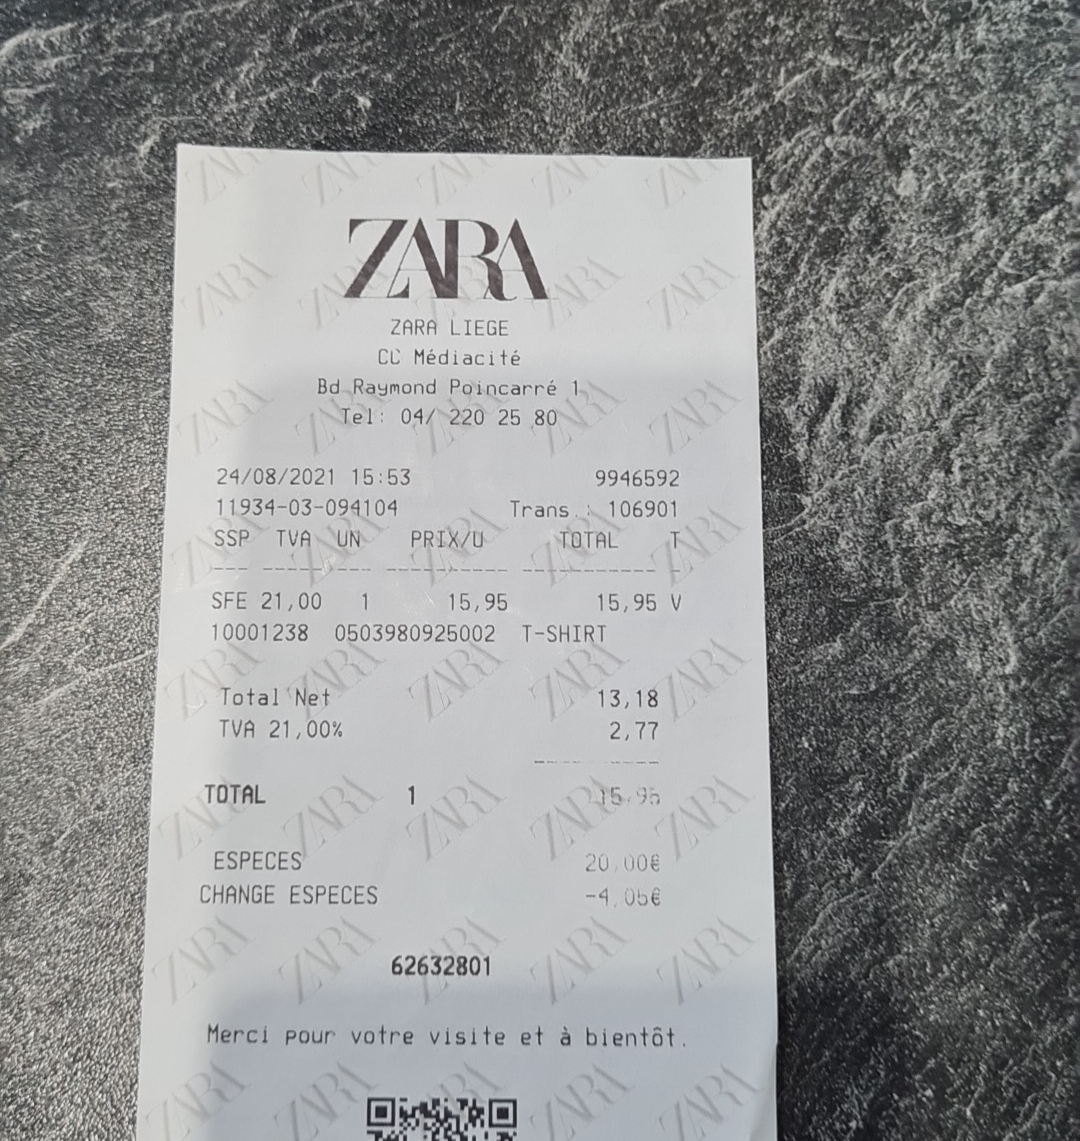 ZARA
ZARA LIEGE
CC Médiacité
Bd Raymond Poincarré 1
Tel: 04/ 220 25 80
24/08/2021 15:53 9946592
11934-03-094104 Trans.: 106901
SSP TVA UN PRIX/U TOTAL T
SFE 21,00 1 15,95 15,95 V
10001238 0503980925002 T-SHIRT
Total Net 13,18
TVA 21,00% 2,77
TOTAL 1 15,95
ESPECES 20,00€
CHANGE ESPECES -4,05€
62632801
Merci pour votre visite et à bientôt.